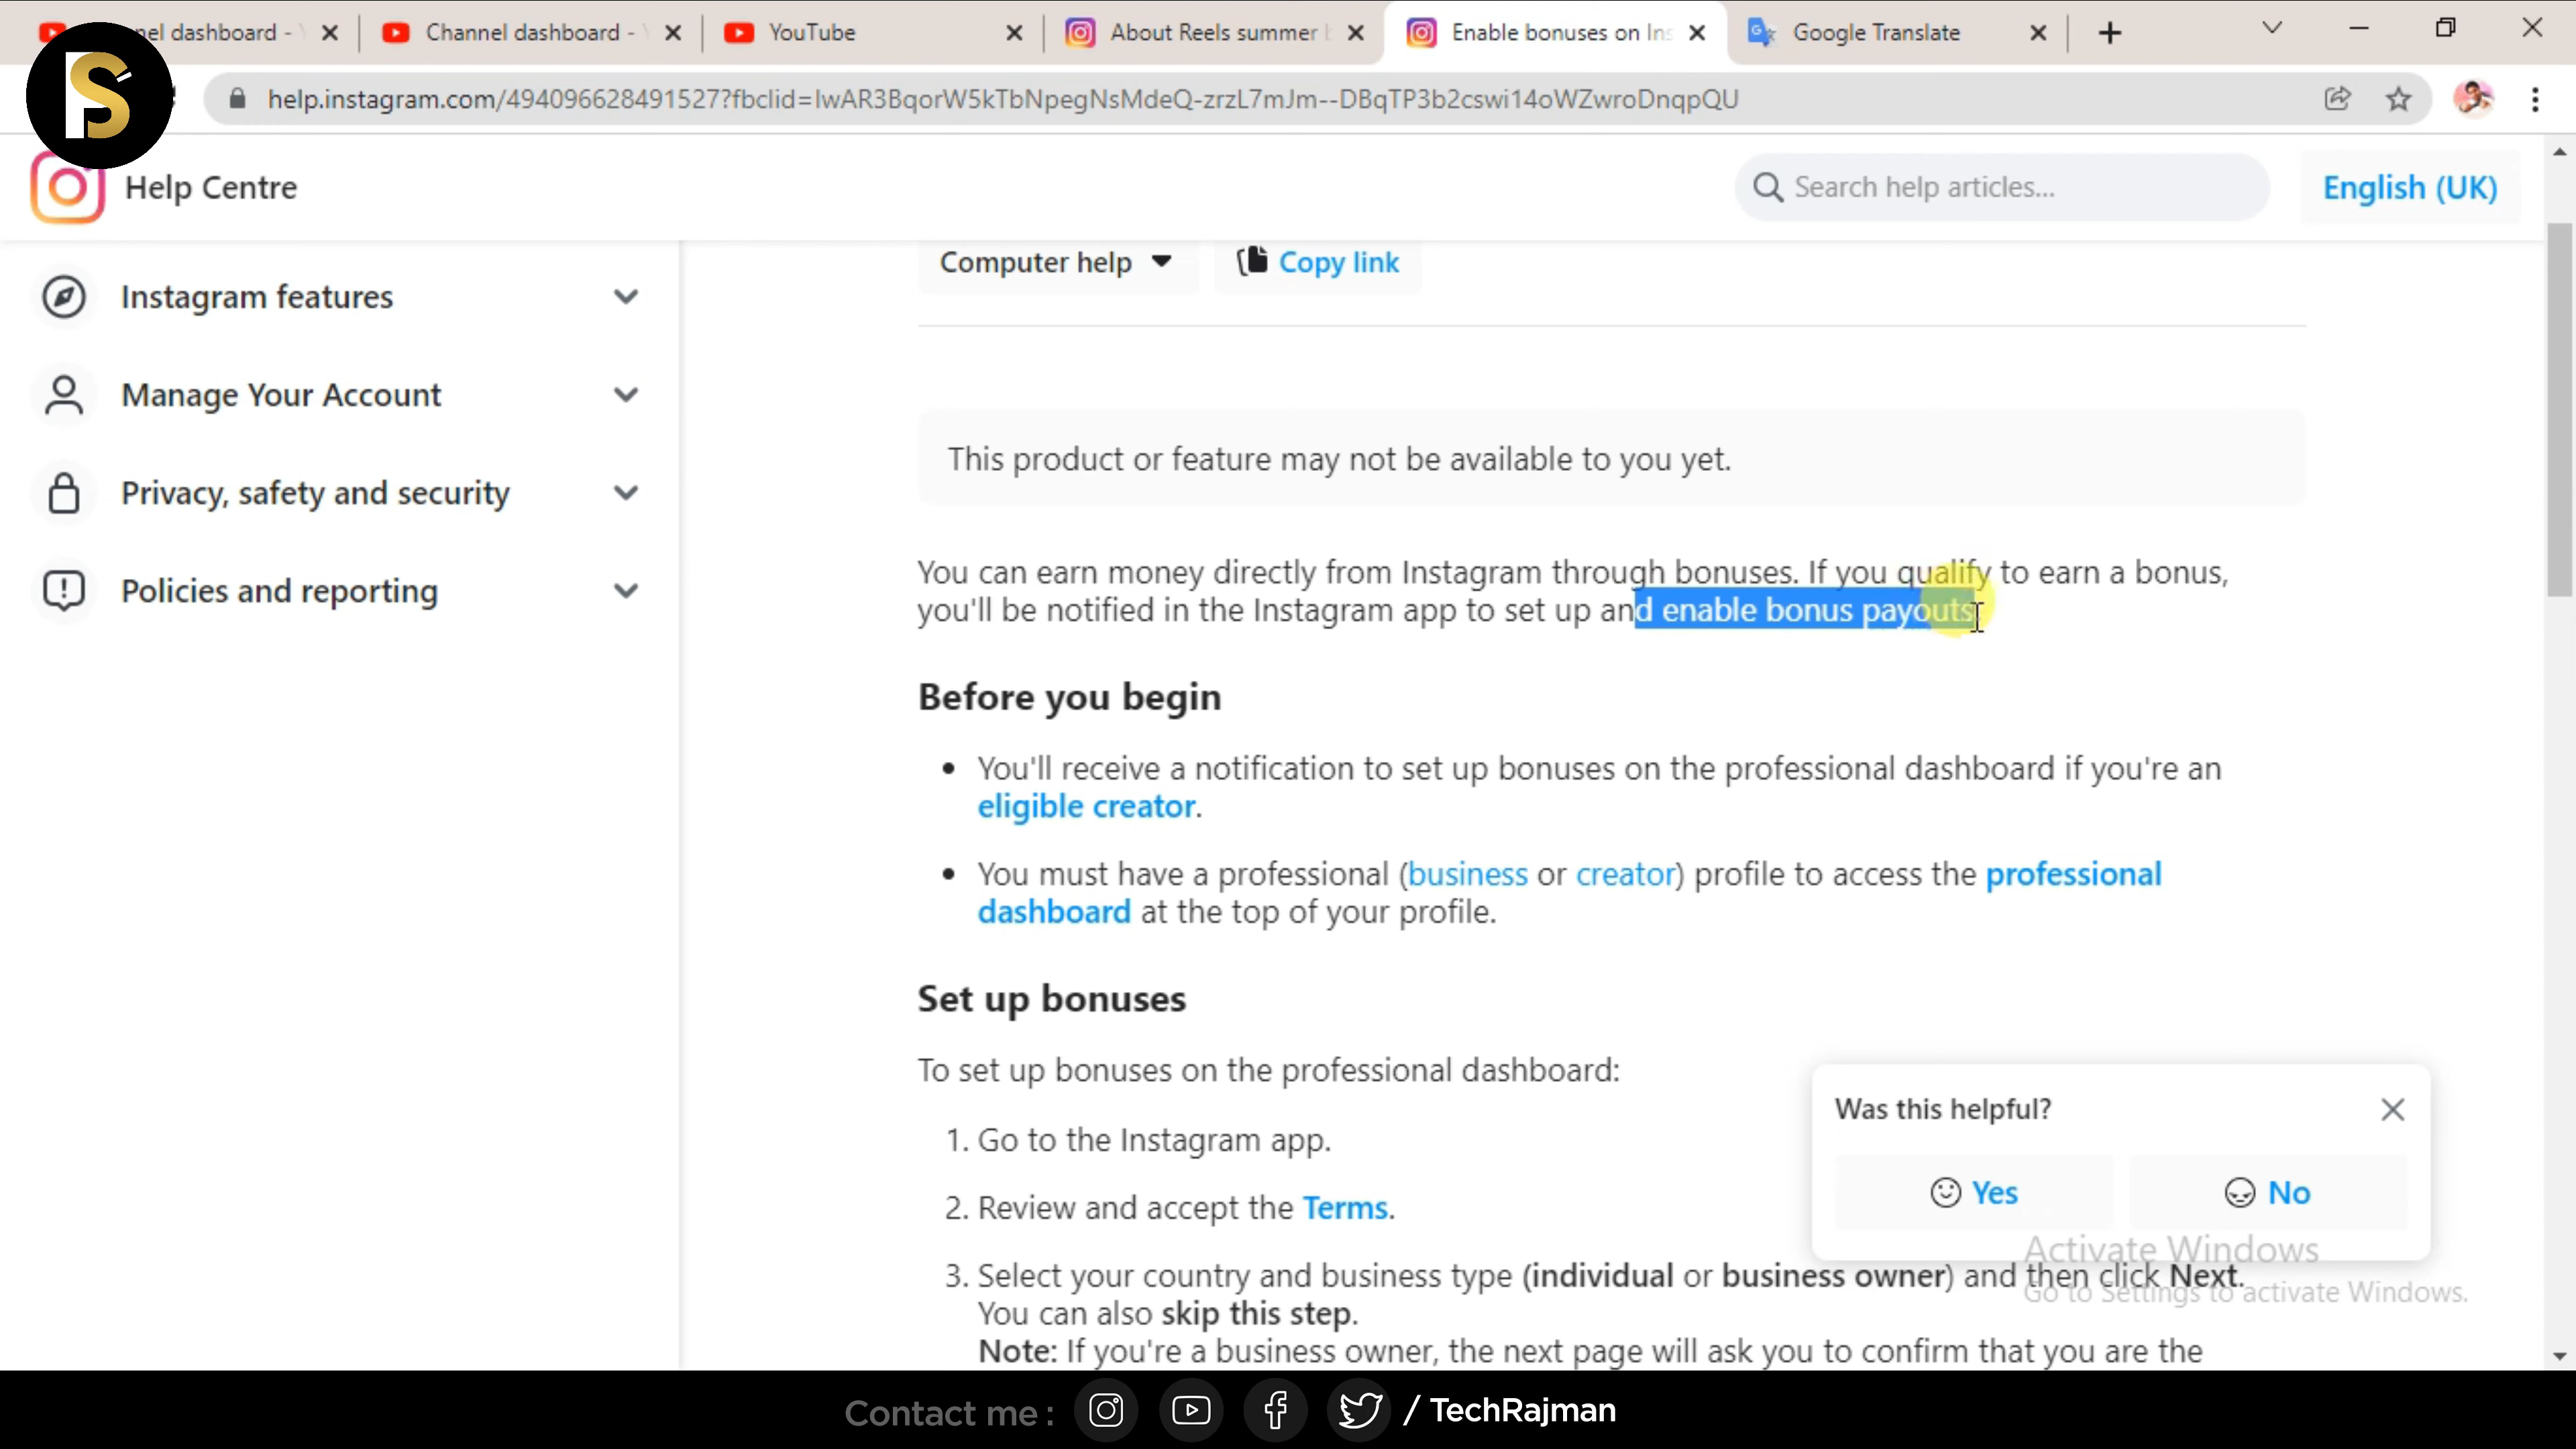 nel dashboard -
Channel dashboard -
YouTube
About Reels summer b
Enable bonuses on Ins
Google Translate
PS
help.instagram.com/494096628491527?fbclid=IwAR3BqorW5kTbNpegNsMdeQ-zrzL7mJm--DBqTP3b2cswi14oWZwroDnqpQU
Help Centre
Search help articles...
English (UK)
Instagram features
Manage Your Account
Privacy, safety and security
Policies and reporting
Computer help
Copy link
This product or feature may not be available to you yet.
You can earn money directly from Instagram through bonuses. If you qualify to earn a bonus,
you'll be notified in the Instagram app to set up and enable bonus payouts.
Before you begin
• You'll receive a notification to set up bonuses on the professional dashboard if you're an
eligible creator.
• You must have a professional (business or creator) profile to access the professional
dashboard at the top of your profile.
Set up bonuses
To set up bonuses on the professional dashboard:
1. Go to the Instagram app.
2. Review and accept the Terms.
3. Select your country and business type (individual or business owner) and then click Next.
You can also skip this step.
Note: If you're a business owner, the next page will ask you to confirm that you are the
Was this helpful?
Yes
No
Activate Windows
Go to Settings to activate Windows.
Contact me : / TechRajman